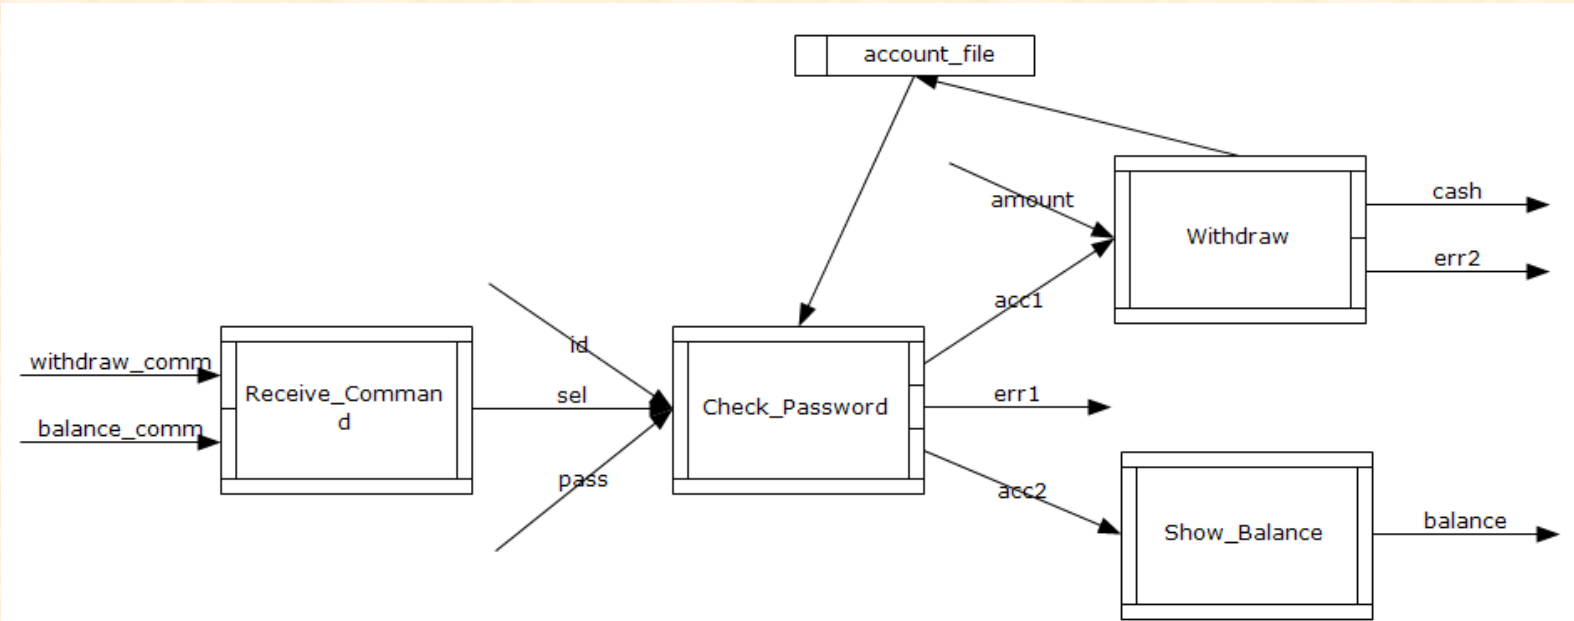 account_file
amount
Withdraw
cash
err2
acc1
id
withdraw_comm
balance_comm
Receive_Comman
d
sel
pass
Check_Password
err1
acc2
Show_Balance
balance